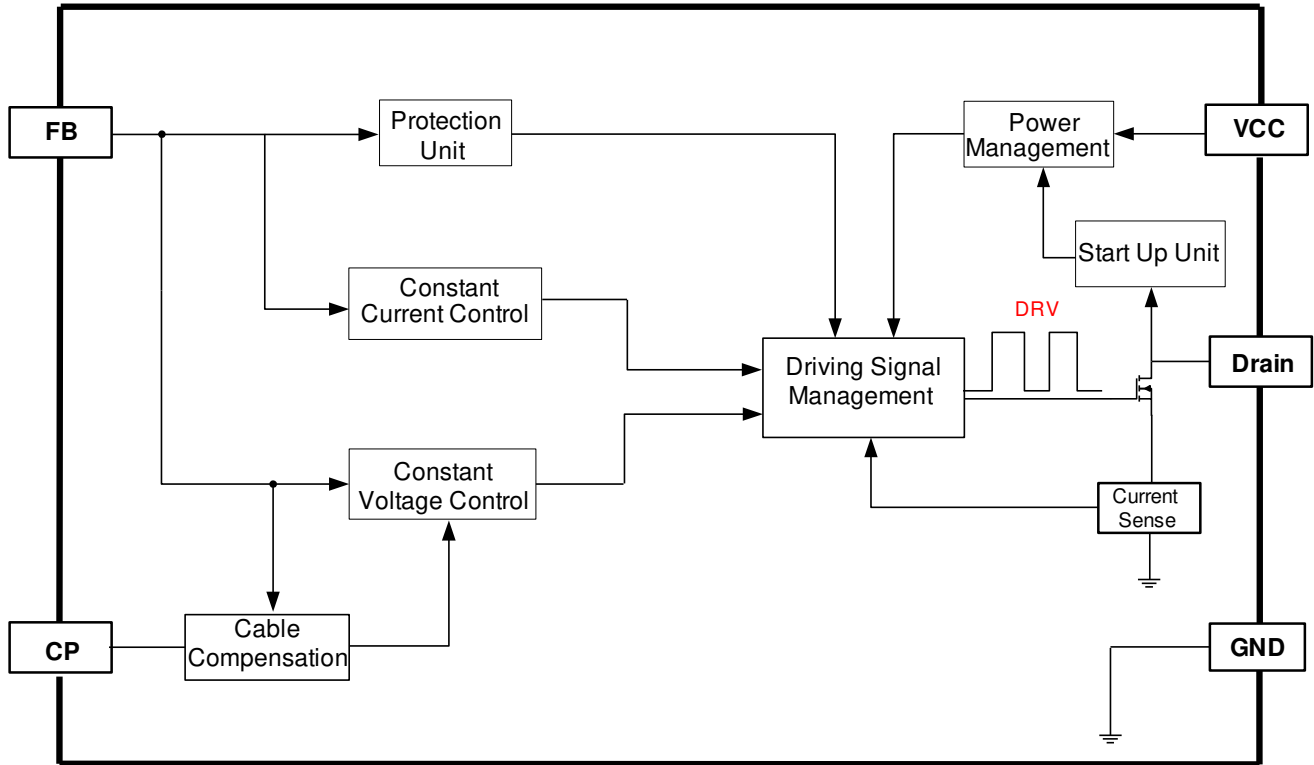 FB
Protection
Unit
Power
Management
VCC
Start Up Unit
Constant
Current Control
DRV
Driving Signal
Management
Drain
Constant
Voltage Control
Current
Sense
CP
Cable
Compensation
GND